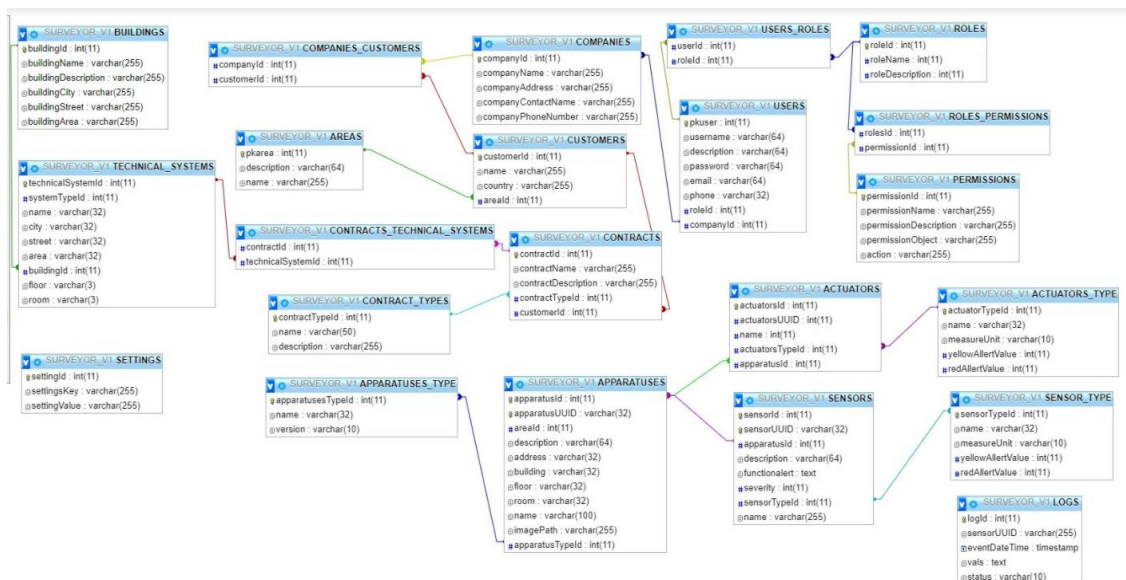 SURVEYOR_V1 BUILDINGS
buildingId : int(11)
buildingName : varchar(255)
buildingDescription : varchar(255)
buildingCity : varchar(255)
buildingStreet : varchar(255)
buildingArea : varchar(255)
SURVEYOR_V1 COMPANIES_CUSTOMERS
companyId : int(11)
customerId : int(11)
SURVEYOR_V1 COMPANIES
companyId : int(11)
companyName : varchar(255)
companyAddress : varchar(255)
companyContactName : varchar(255)
companyPhoneNumber : varchar(255)
SURVEYOR_V1 USERS_ROLES
userId : int(11)
roleId : int(11)
SURVEYOR_V1 ROLES
roleId : int(11)
roleName : int(11)
roleDescription : int(11)
SURVEYOR_V1 USERS
pkuser : int(11)
username : varchar(64)
description : varchar(64)
password : varchar(64)
email : varchar(64)
phone : varchar(32)
roleId : int(11)
companyId : int(11)
SURVEYOR_V1 ROLES_PERMISSIONS
rolesId : int(11)
permissionId : int(11)
SURVEYOR_V1 AREAS
pkarea : int(11)
description : varchar(64)
name : varchar(255)
SURVEYOR_V1 CUSTOMERS
customerId : int(11)
name : varchar(255)
country : varchar(255)
areaId : int(11)
SURVEYOR_V1 TECHNICAL_SYSTEMS
technicalSystemId : int(11)
systemTypeId : int(11)
name : varchar(32)
city : varchar(32)
street : varchar(32)
area : varchar(32)
buildingId : int(11)
floor : varchar(3)
room : varchar(3)
SURVEYOR_V1 PERMISSIONS
permissionId : int(11)
permissionName : varchar(255)
permissionDescription : varchar(255)
permissionObject : varchar(255)
action : varchar(255)
SURVEYOR_V1 CONTRACTS_TECHNICAL_SYSTEMS
contractId : int(11)
technicalSystemId : int(11)
SURVEYOR_V1 CONTRACTS
contractId : int(11)
contractName : varchar(255)
contractDescription : varchar(255)
contractTypeId : int(11)
customerId : int(11)
SURVEYOR_V1 CONTRACT_TYPES
contractTypeId : int(11)
name : varchar(50)
description : varchar(255)
SURVEYOR_V1 ACTUATORS
actuatorsId : int(11)
actuatorsUUID : int(11)
name : int(11)
actuatorsTypeId : int(11)
apparatusId : int(11)
SURVEYOR_V1 ACTUATORS_TYPE
actuatorTypeId : int(11)
name : varchar(32)
measureUnit : varchar(10)
yellowAllertValue : int(11)
redAllertValue : int(11)
SURVEYOR_V1 SETTINGS
settingId : int(11)
settingsKey : varchar(255)
settingValue : varchar(255)
SURVEYOR_V1 APPARATUSES_TYPE
apparatusesTypeId : int(11)
name : varchar(32)
version : varchar(10)
SURVEYOR_V1 APPARATUSES
apparatusId : int(11)
apparatusUUID : varchar(32)
areaId : int(11)
description : varchar(64)
address : varchar(32)
building : varchar(32)
floor : varchar(32)
room : varchar(32)
name : varchar(100)
imagePath : varchar(255)
apparatusTypeId : int(11)
SURVEYOR_V1 SENSORS
sensorId : int(11)
sensorUUID : varchar(32)
apparatusId : int(11)
description : varchar(64)
functionalert : text
severity : int(11)
sensorTypeId : int(11)
name : varchar(255)
SURVEYOR_V1 SENSOR_TYPE
sensorTypeId : int(11)
name : varchar(32)
measureUnit : varchar(10)
yellowAllertValue : int(11)
redAllertValue : int(11)
SURVEYOR_V1 LOGS
logId : int(11)
sensorUUID : varchar(255)
eventDateTime : timestamp
vals : text
status : varchar(10)